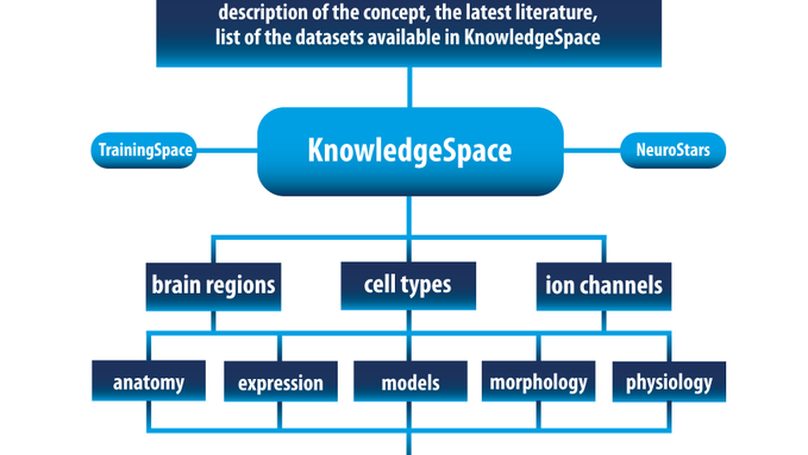 description of the concept, the latest literature,
list of the datasets available in KnowledgeSpace
TrainingSpace
KnowledgeSpace
NeuroStars
brain regions
cell types
ion channels
anatomy
expression
models
morphology
physiology